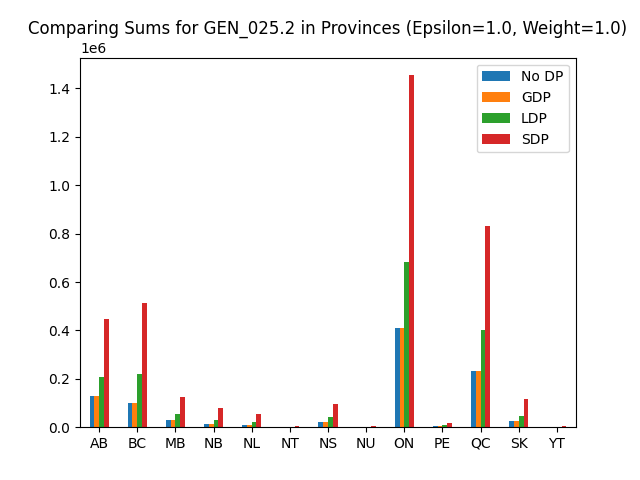 Comparing Sums for GEN_025.2 in Provinces (Epsilon=1.0, Weight=1.0)
1e6
No DP
GDP
LDP
SDP
1.4
1.2
1.0
0.8
0.6
0.4
0.2
0.0
AB BC MB NB NL NT NS NU ON PE QC SK YT